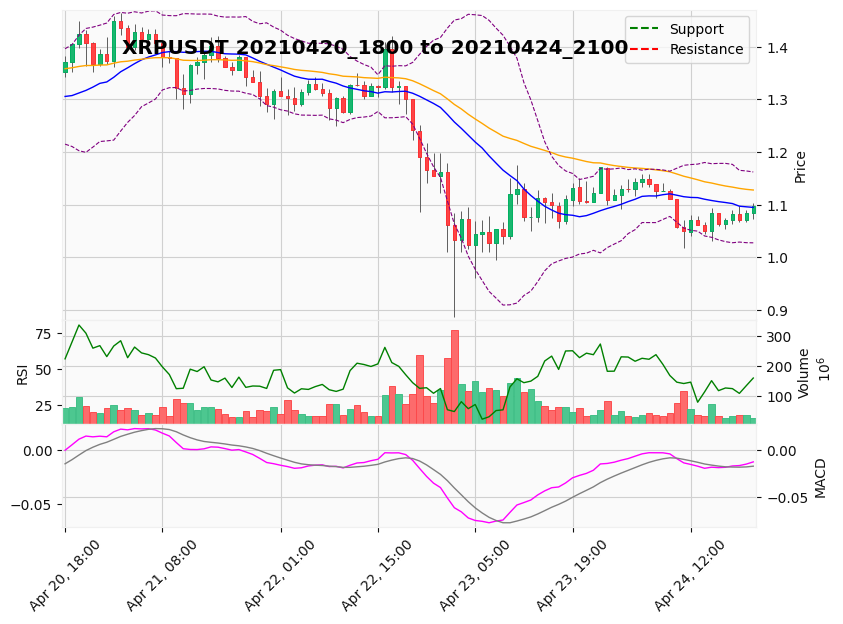 XRPUSDT 20210420_1800 to 20210424_2100
Support
Resistance
1.4
1.3
1.2
1.1
1.0
0.9
Price
75
50
25
RSI
300
200
100
Volume
10^6
0.00
−0.05
0.00
−0.05
MACD
Apr 20, 18:00
Apr 21, 08:00
Apr 22, 01:00
Apr 22, 15:00
Apr 23, 05:00
Apr 23, 19:00
Apr 24, 12:00